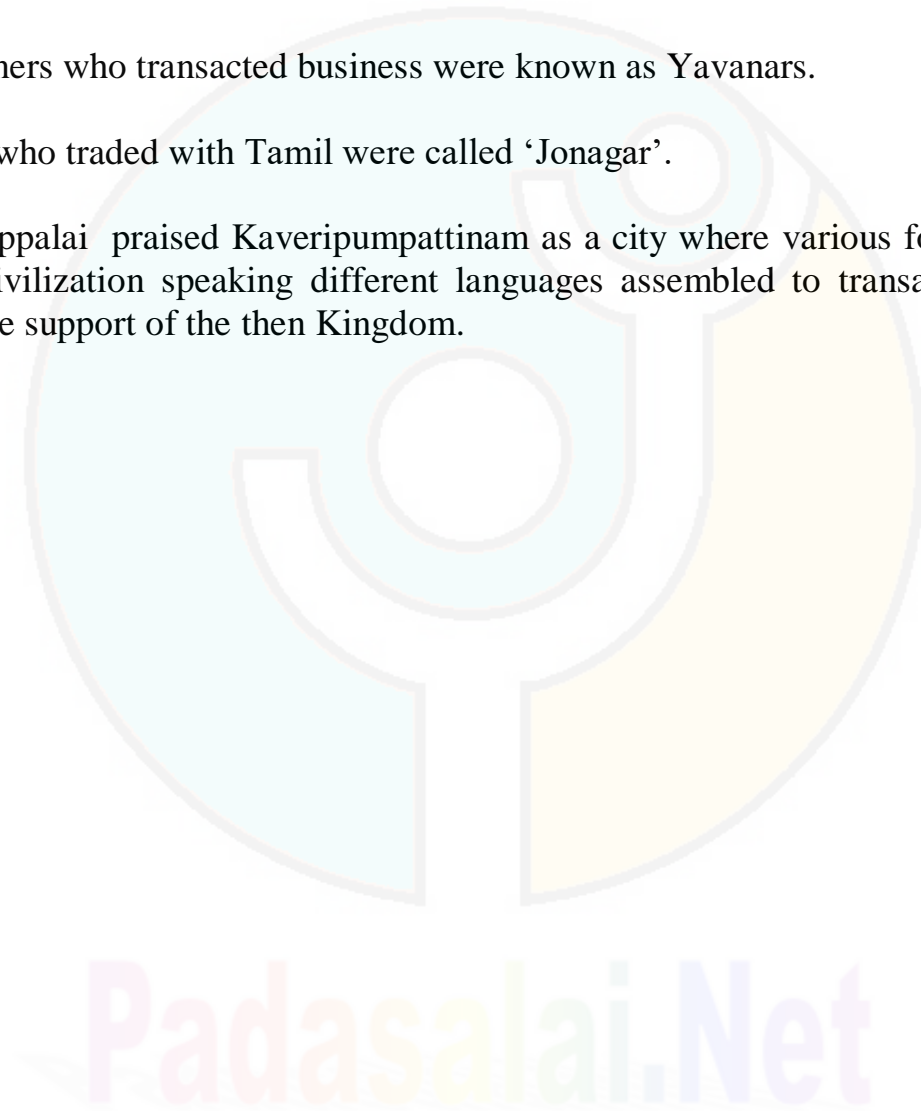 ners who transacted business were known as Yavanars.
who traded with Tamil were called ‘Jonagar’.
ppalai praised Kaveripumpattinam as a city where various fo
ivilization speaking different languages assembled to transa
e support of the then Kingdom.
Padasalai.Net